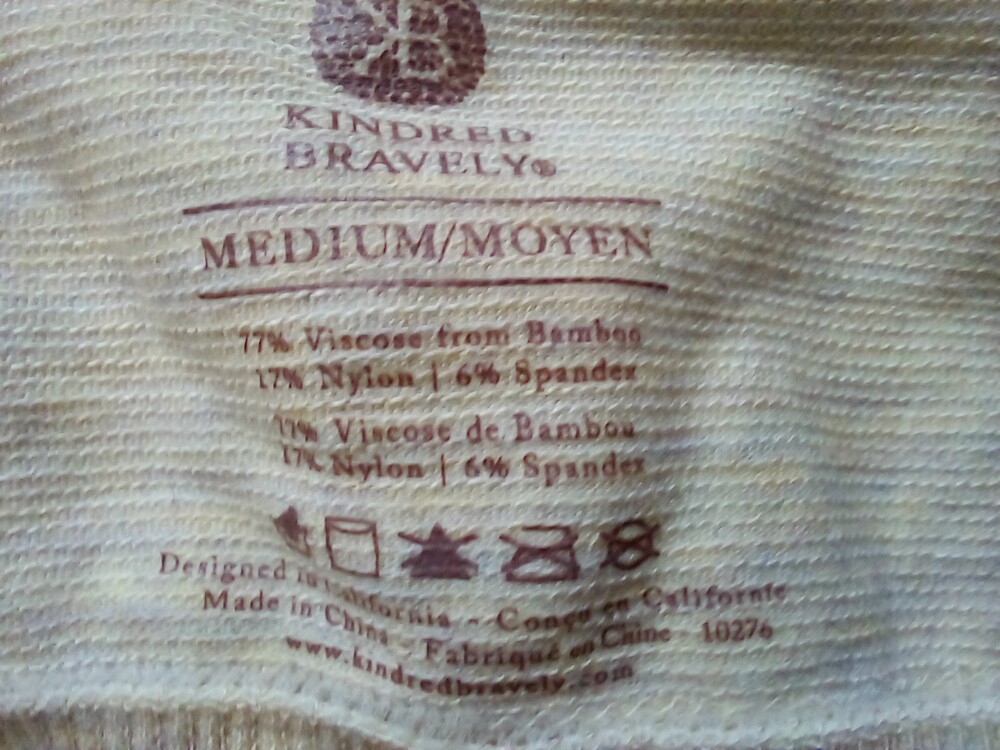 KINDRED
BRAVELY®
MEDIUM/MOYEN
77% Viscose from Bamboo
17% Nylon | 6% Spandex
77% Viscose de Bambou
17% Nylon | 6% Spandex
Designed in California - Conçu en Californie
Made in China - Fabriqué en Chine - 10276
www.kindredbravely.com